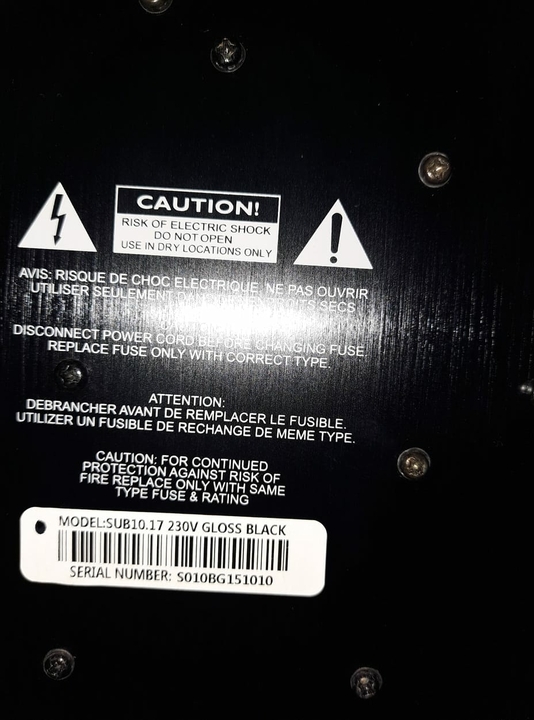 CAUTION!
RISK OF ELECTRIC SHOCK
DO NOT OPEN
USE IN DRY LOCATIONS ONLY
AVIS: RISQUE DE CHOC ELECTRIQUE. NE PAS OUVRIR
UTILISER SEULEMENT SECS
DISCONNECT POWER CORD BEFORE CHANGING FUSE.
REPLACE FUSE ONLY WITH CORRECT TYPE.
ATTENTION:
DEBRANCHER AVANT DE REMPLACER LE FUSIBLE.
UTILIZER UN FUSIBLE DE RECHANGE DE MEME TYPE.
CAUTION: FOR CONTINUED
PROTECTION AGAINST RISK OF
FIRE REPLACE ONLY WITH SAME
TYPE FUSE & RATING
MODEL:SUB10.17 230V GLOSS BLACK
SERIAL NUMBER: S010BG151010